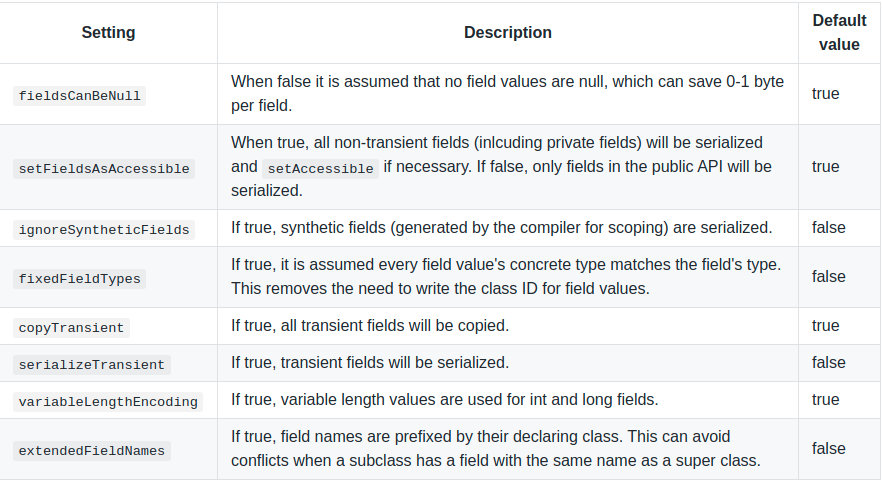 Setting
Description
Default
value
fieldsCanBeNull
When false it is assumed that no field values are null, which can save 0-1 byte
per field.
true
setFieldsAsAccessible
When true, all non-transient fields (inlcuding private fields) will be serialized
and setAccessible if necessary. If false, only fields in the public API will be
serialized.
true
ignoreSyntheticFields
If true, synthetic fields (generated by the compiler for scoping) are serialized.
false
fixedFieldTypes
If true, it is assumed every field value's concrete type matches the field's type.
This removes the need to write the class ID for field values.
false
copyTransient
If true, all transient fields will be copied.
true
serializeTransient
If true, transient fields will be serialized.
false
variableLengthEncoding
If true, variable length values are used for int and long fields.
true
extendedFieldNames
If true, field names are prefixed by their declaring class. This can avoid
conflicts when a subclass has a field with the same name as a super class.
false